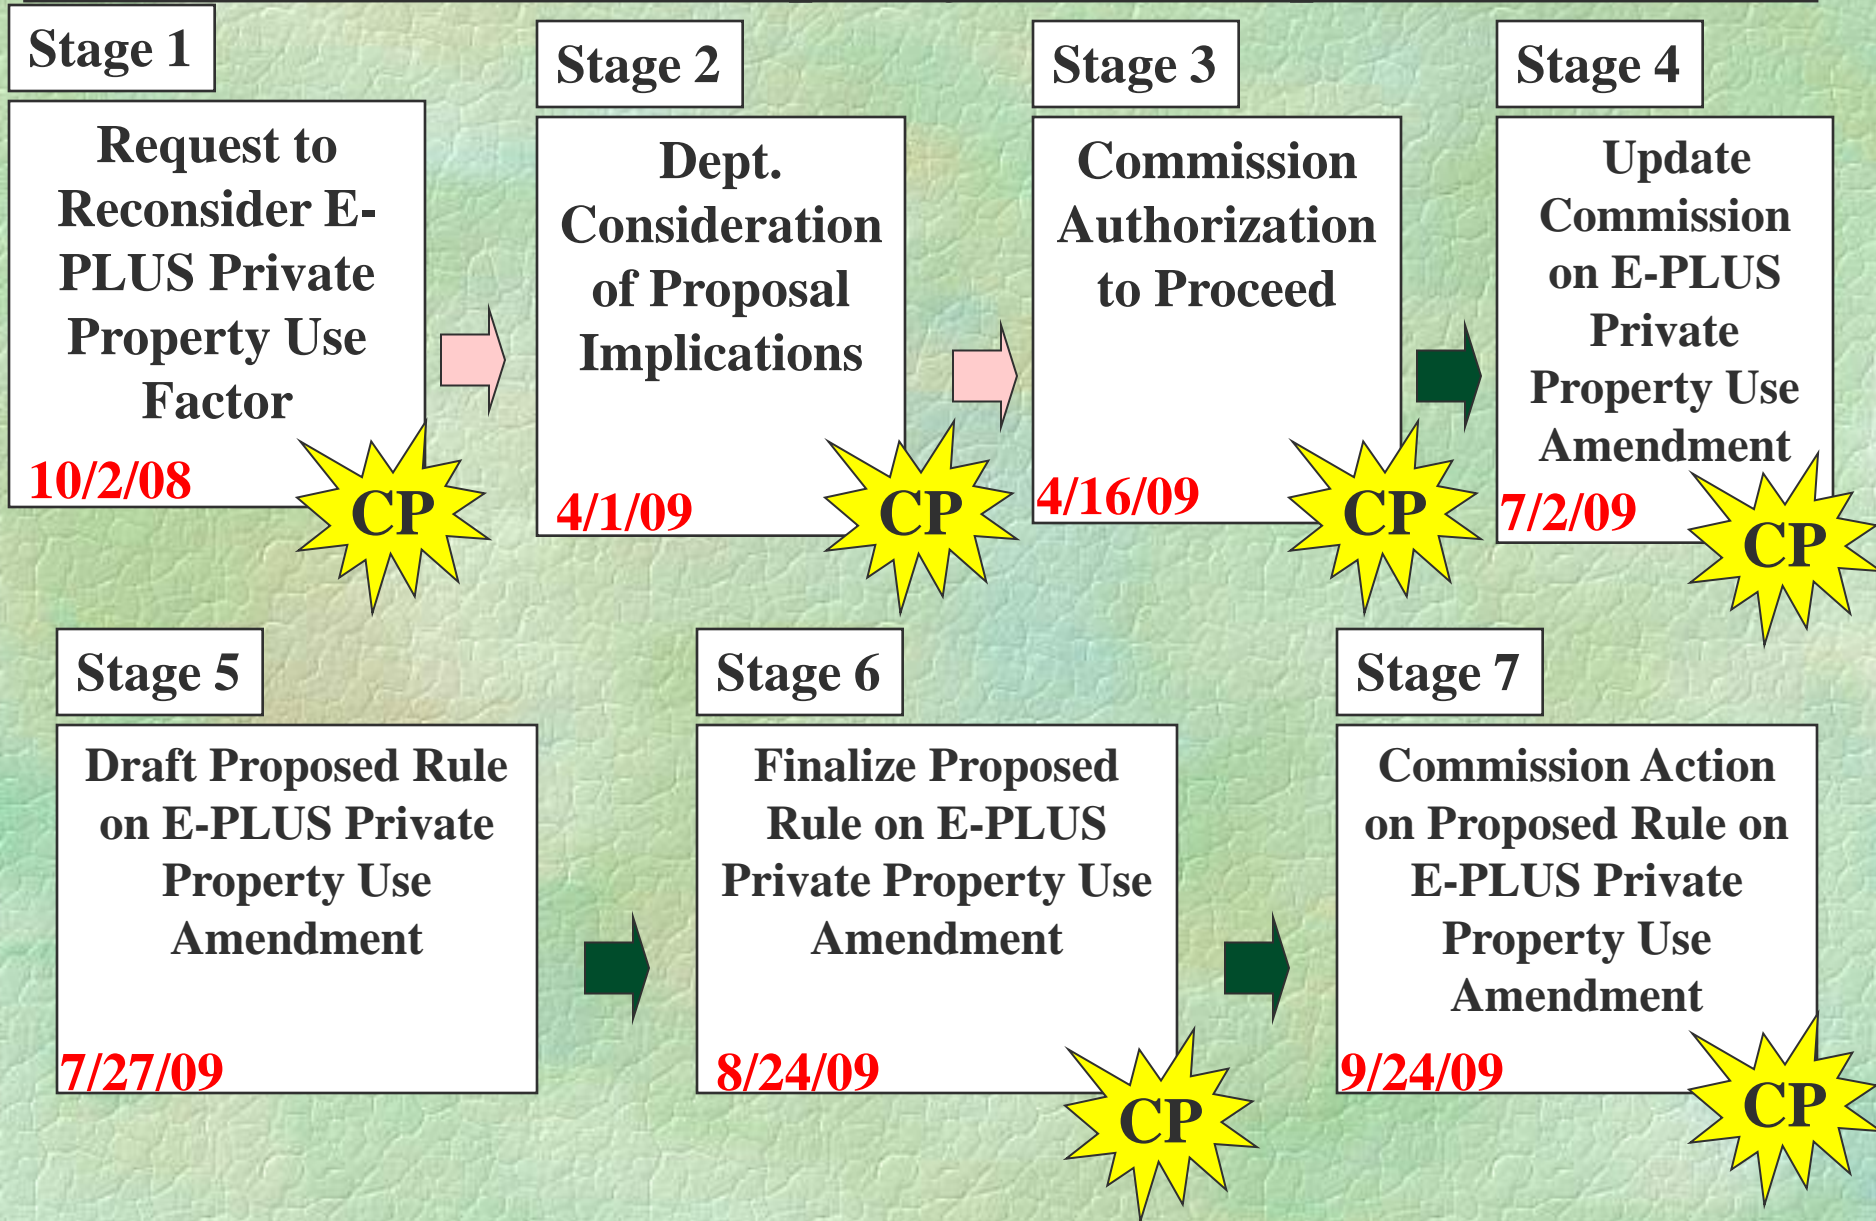 Stage 1
Request to
Reconsider E-
PLUS Private
Property Use
Factor
10/2/08
CP
Stage 2
Dept.
Consideration
of Proposal
Implications
4/1/09
CP
Stage 3
Commission
Authorization
to Proceed
4/16/09
CP
Stage 4
Update
Commission
on E-PLUS
Private
Property Use
Amendment
7/2/09
CP
Stage 5
Draft Proposed Rule
on E-PLUS Private
Property Use
Amendment
7/27/09
Stage 6
Finalize Proposed
Rule on E-PLUS
Private Property Use
Amendment
8/24/09
CP
Stage 7
Commission Action
on Proposed Rule on
E-PLUS Private
Property Use
Amendment
9/24/09
CP